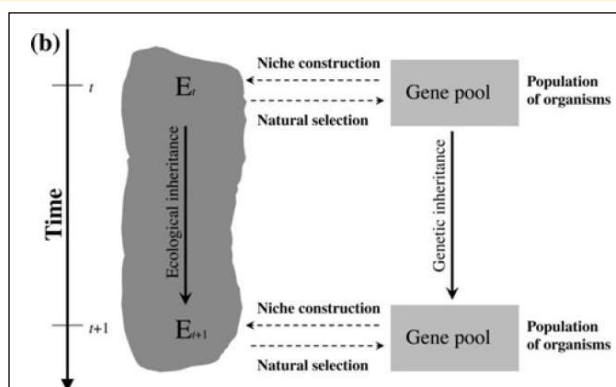 (b)
Niche construction
t
E_t
Gene pool
Population
of organisms
Natural selection
Time
Ecological inheritance
Genetic inheritance
Niche construction
t+1
E_t+1
Gene pool
Population
of organisms
Natural selection